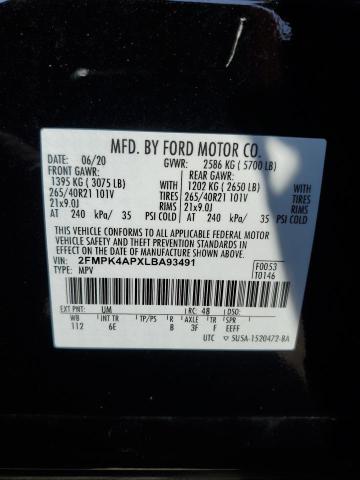 MFD. BY FORD MOTOR CO.
DATE: 06/20 GVWR: 2586 KG ( 5700 LB)
FRONT GAWR: REAR GAWR:
1395 KG ( 3075 LB) 1202 KG ( 2650 LB)
265/40R21 101V TIRES 265/40R21 101V TIRES
21x9.0J RIMS 21x9.0J RIMS
AT 240 kPa/ 35 PSI COLD AT 240 kPa/ 35 PSI COLD
THIS VEHICLE CONFORMS TO ALL APPLICABLE FEDERAL MOTOR
VEHICLE SAFETY AND THEFT PREVENTION STANDARDS IN EFFECT
ON THE DATE OF MANUFACTURE SHOWN ABOVE.
VIN: 2FMPK4APXLBA93491 F0053
TYPE: MPV T0146
EXT PNT: UM RC: 48 DSO:
WB INT TR TP/PS R AXLE TR SPR
112 6E B 3F F EEFF
UTC 5USA-1520472-BA